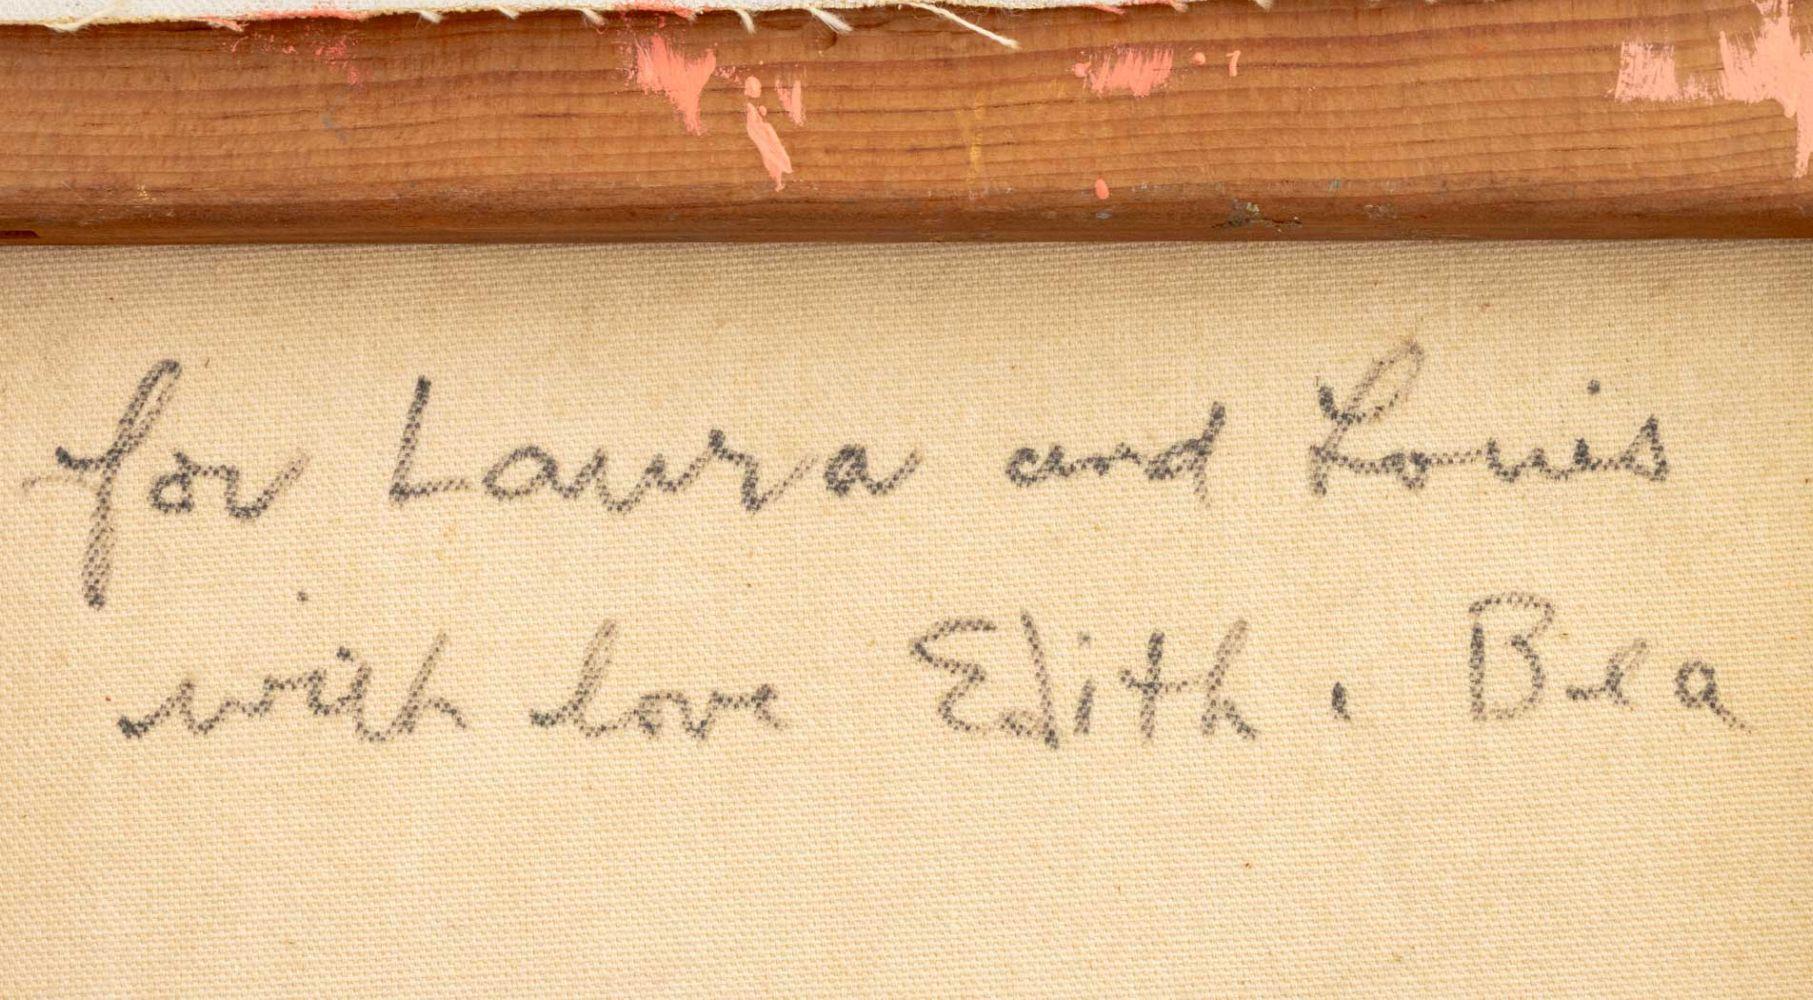 for Laura and Louis
with love Edith. Bea